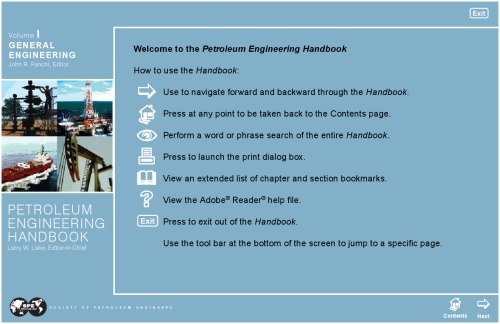 Exit
Volume I
GENERAL
ENGINEERING
John R. Fanchi, Editor
PETROLEUM
ENGINEERING
HANDBOOK
Larry W. Lake, Editor-in-Chief
SPE
SOCIETY OF PETROLEUM ENGINEERS
Welcome to the Petroleum Engineering Handbook
How to use the Handbook:
Use to navigate forward and backward through the Handbook.
Press at any point to be taken back to the Contents page.
Perform a word or phrase search of the entire Handbook.
Press to launch the print dialog box.
View an extended list of chapter and section bookmarks.
View the Adobe® Reader® help file.
Exit Press to exit out of the Handbook.
Use the tool bar at the bottom of the screen to jump to a specific page.
Contents
Next